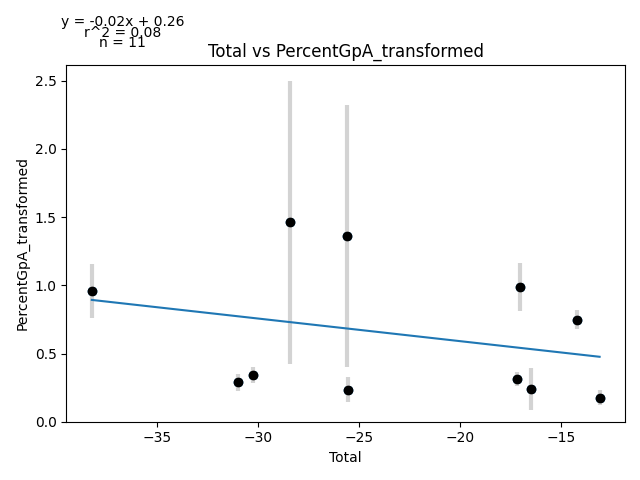 y = -0.02x + 0.26
r^2 = 0.08
n = 11
Total vs PercentGpA_transformed
PercentGpA_transformed
2.5
2.0
1.5
1.0
0.5
0.0
−35
−30
−25
−20
−15
Total